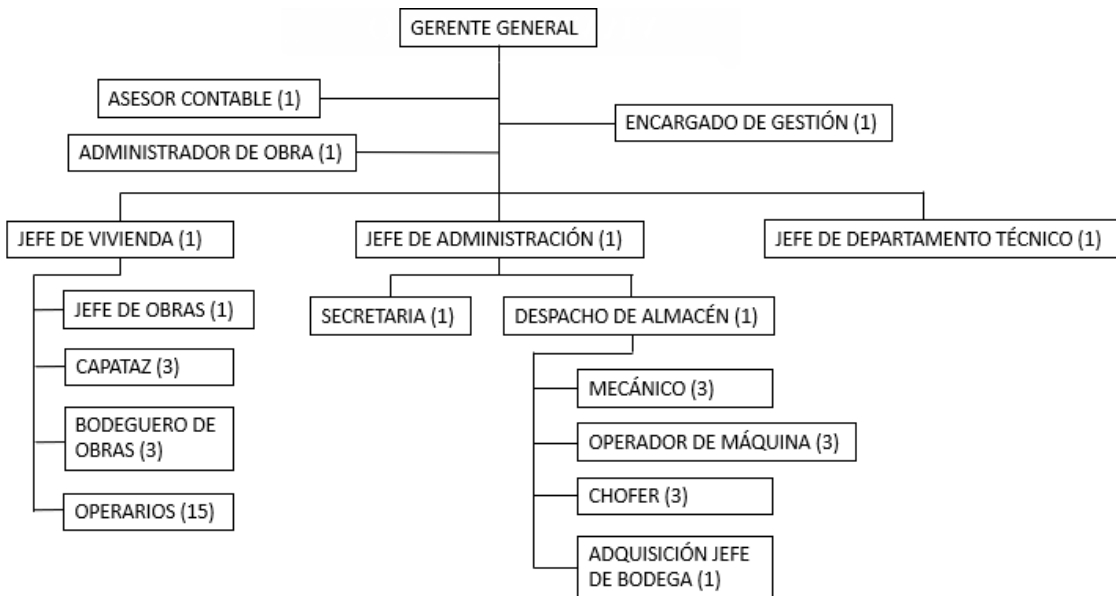 GERENTE GENERAL
ASESOR CONTABLE (1)
ENCARGADO DE GESTIÓN (1)
ADMINISTRADOR DE OBRA (1)
JEFE DE VIVIENDA (1)
JEFE DE ADMINISTRACIÓN (1)
JEFE DE DEPARTAMENTO TÉCNICO (1)
JEFE DE OBRAS (1)
CAPATAZ (3)
BODEGUERO DE
OBRAS (3)
OPERARIOS (15)
SECRETARIA (1)
DESPACHO DE ALMACÉN (1)
MECÁNICO (3)
OPERADOR DE MÁQUINA (3)
CHOFER (3)
ADQUISICIÓN JEFE
DE BODEGA (1)